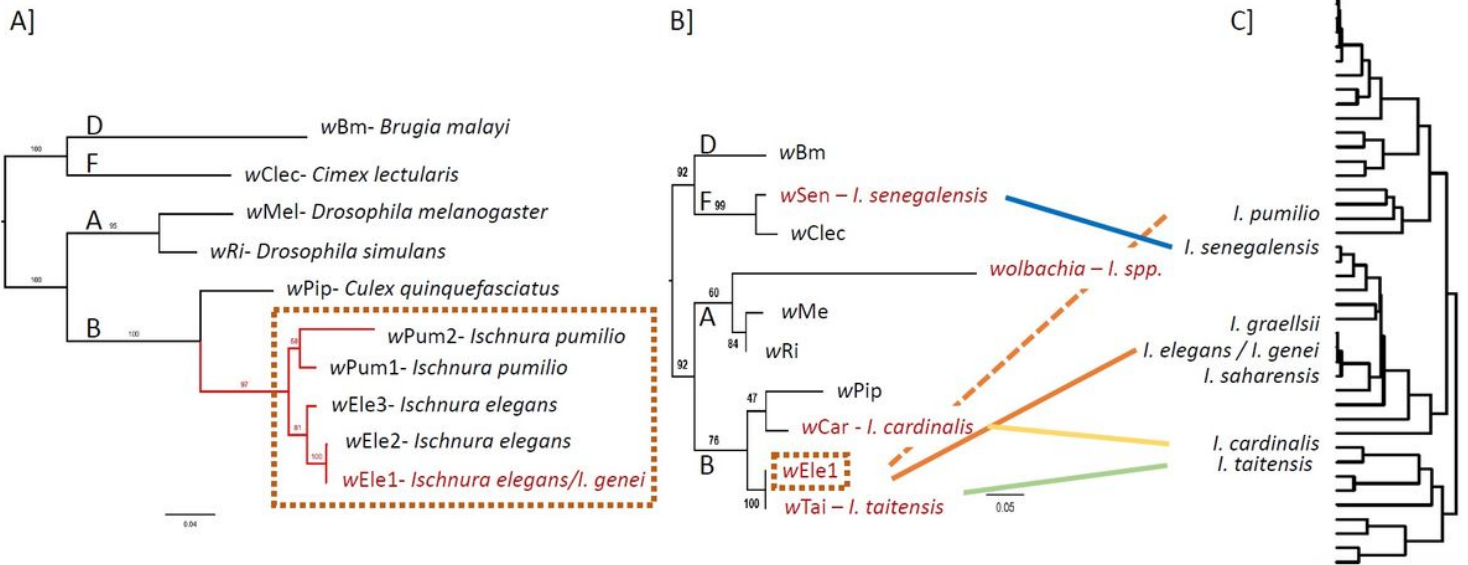 A]
D
wBm- Brugia malayi
100
F
wClec- Cimex lectularis
A
95
wMel- Drosophila melanogaster
wRi- Drosophila simulans
100
B
100
wPip- Culex quinquefasciatus
wPum2- Ischnura pumilio
wPum1- Ischnura pumilio
97
wEle3- Ischnura elegans
81
wEle2- Ischnura elegans
100
wEle1- Ischnura elegans/I. genei
0.04
B]
D
wBm
92
F
99
wSen – I. senegalensis
wClec
wolbachia – I. spp.
60
A
wMe
84
wRi
92
47
wPip
wCar - I. cardinalis
76
B
wEle1
100
wTai – I. taitensis
0.05
C]
I. pumilio
I. senegalensis
I. graellsii
I. elegans / I. genei
I. saharensis
I. cardinalis
I. taitensis